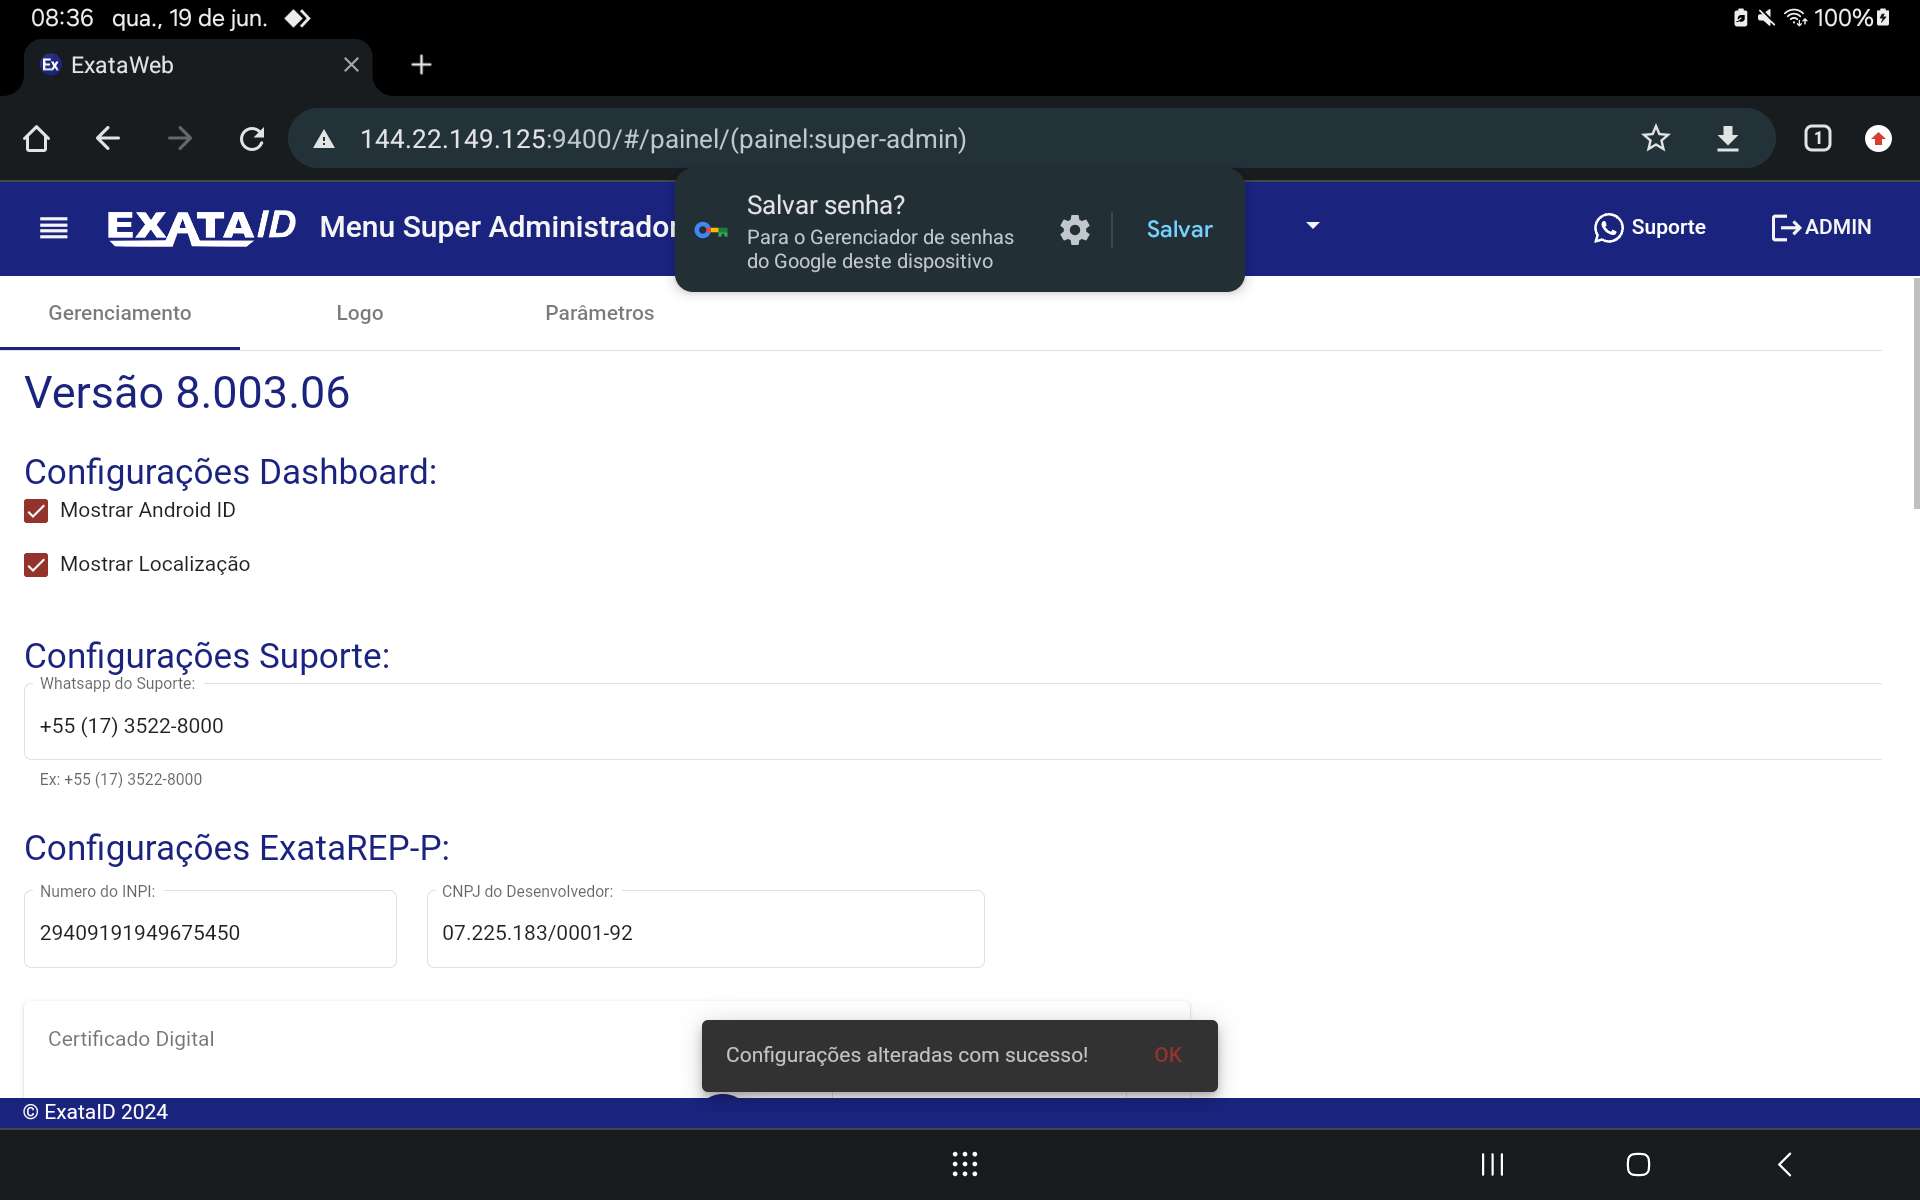 08:36 qua., 19 de jun. 100%
Ex ExataWeb
144.22.149.125:9400/#/painel/(painel:super-admin) 1
Salvar senha?
Para o Gerenciador de senhas
do Google deste dispositivo
Salvar
EXATAID Menu Super Administrador Suporte ADMIN
Gerenciamento Logo Parâmetros
Versão 8.003.06
Configurações Dashboard:
Mostrar Android ID
Mostrar Localização
Configurações Suporte:
Whatsapp do Suporte:
+55 (17) 3522-8000
Ex: +55 (17) 3522-8000
Configurações ExataREP-P:
Numero do INPI: CNPJ do Desenvolvedor:
29409191949675450 07.225.183/0001-92
Certificado Digital
Configurações alteradas com sucesso! OK
© ExataID 2024